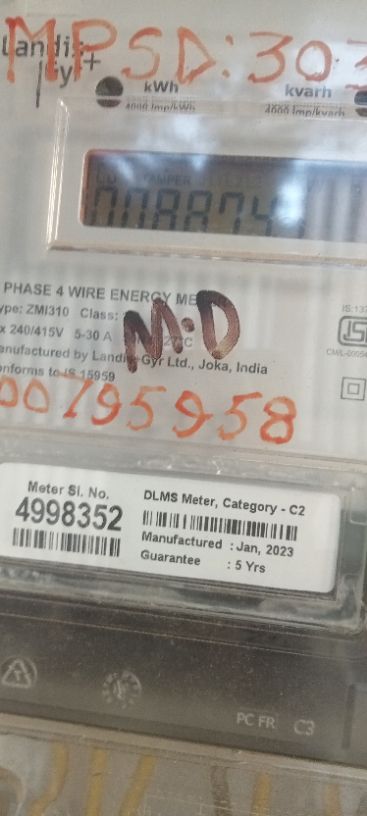 MPSD:303
Landis+
Gyr+
kWh
kvarh
4000 Imp/kWh
4000 Imp/kvarh
TAMPER
PHASE 4 WIRE ENERGY ME
ype: ZMI310 Class:
x 240/415V 5-30 A
M.D
anufactured by Landis+Gyr Ltd., Joka, India
onforms to IS 15959
00795958
Meter Sl. No.
4998352
DLMS Meter, Category - C2
Manufactured : Jan, 2023
Guarantee : 5 Yrs
PC FR C3